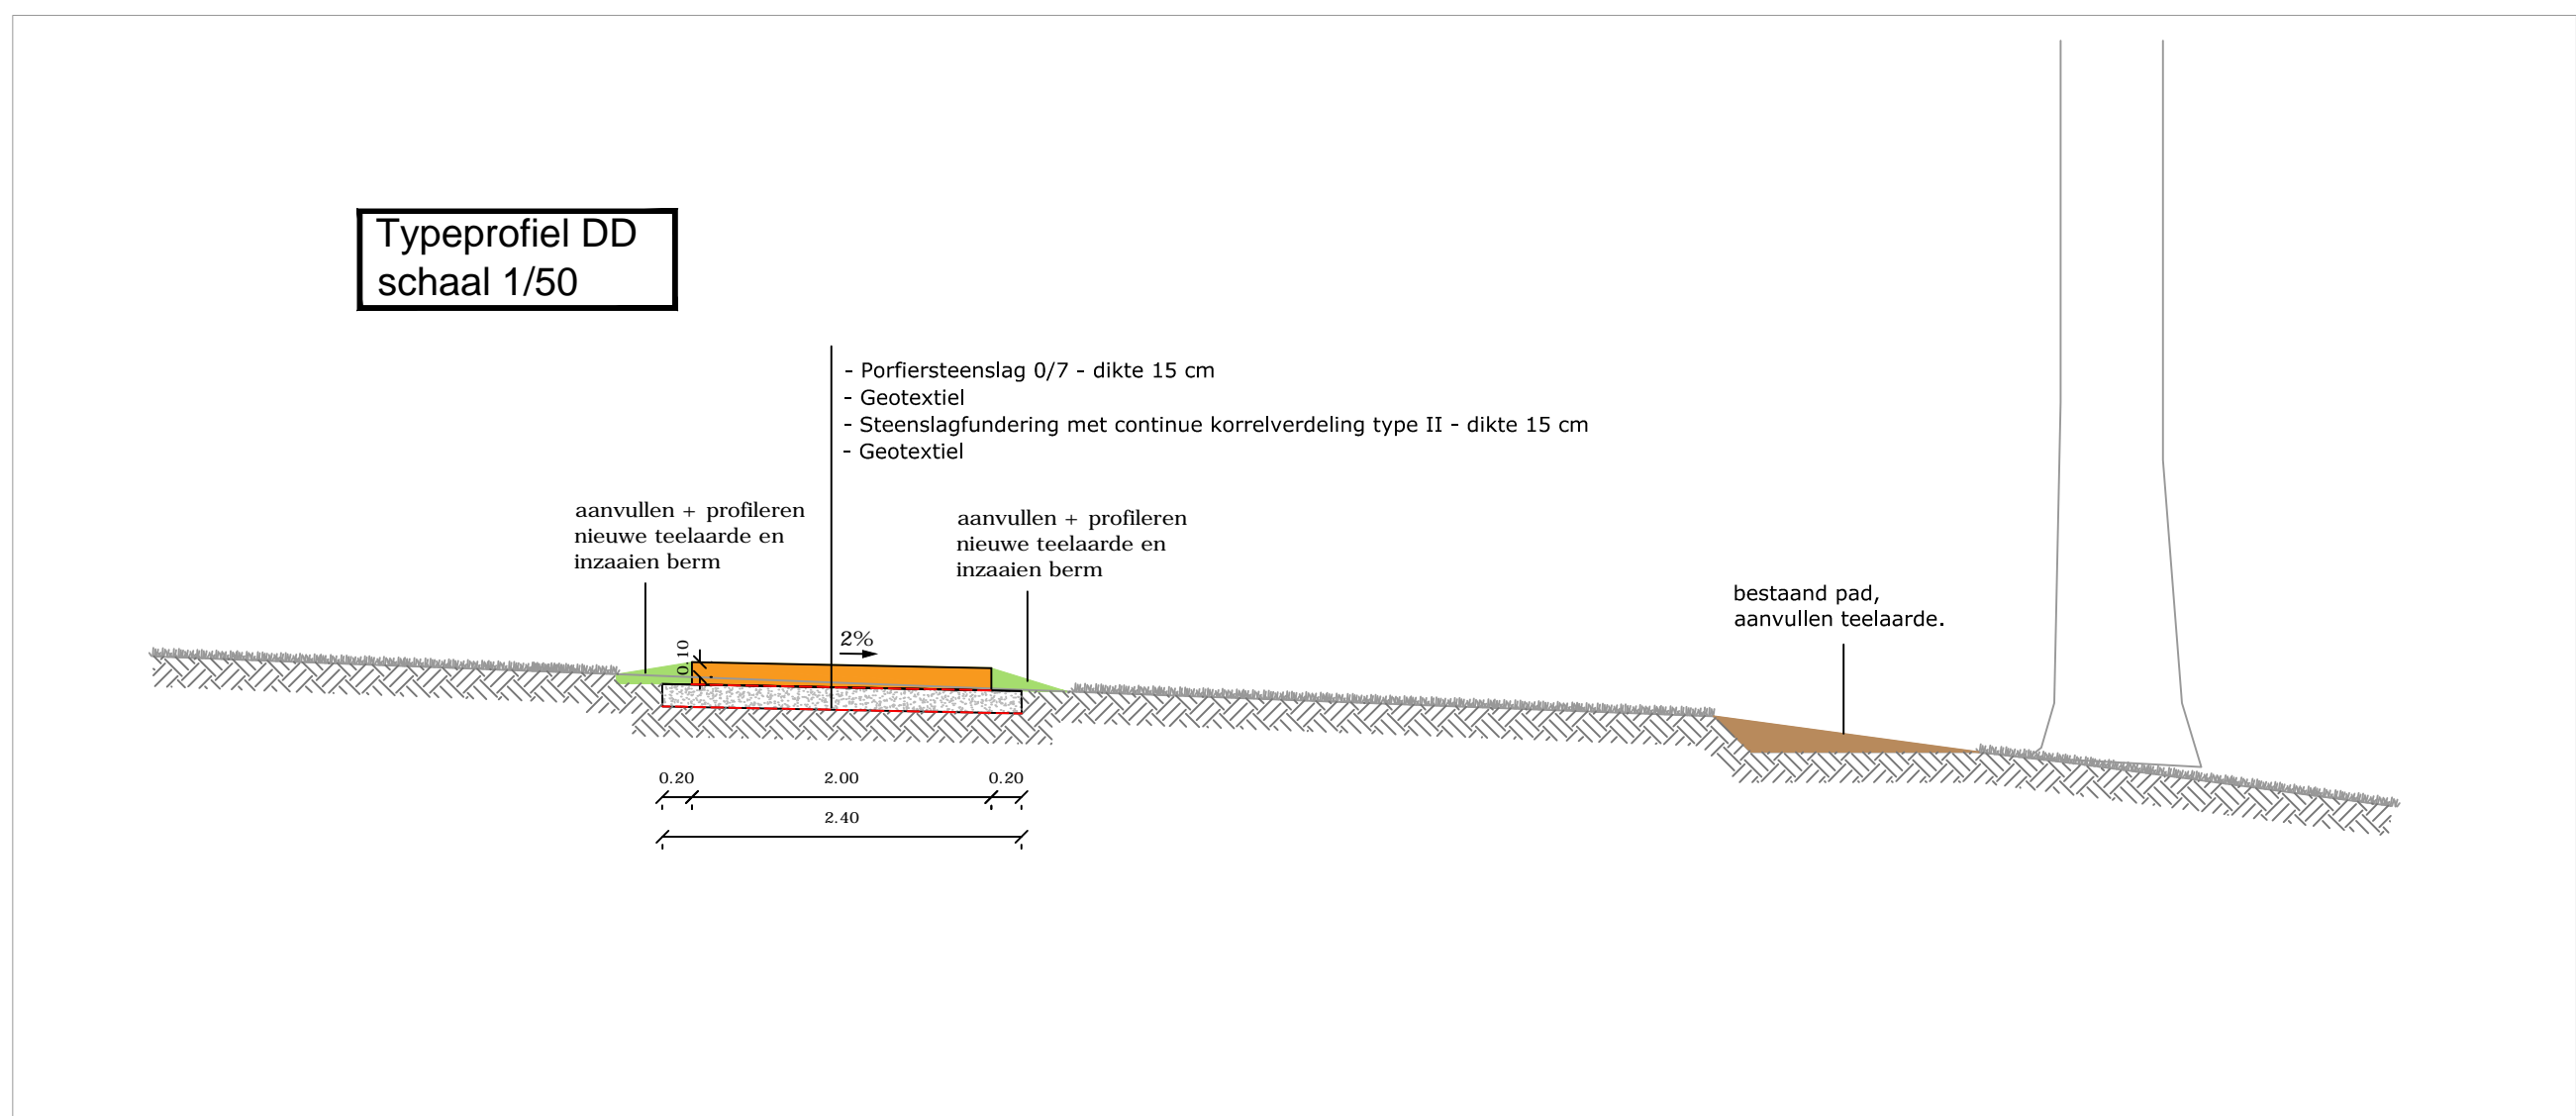 Typeprofiel DD
schaal 1/50
- Porfiersteenslag 0/7 - dikte 15 cm
- Geotextiel
- Steenslagfundering met continue korrelverdeling type II - dikte 15 cm
- Geotextiel
aanvullen + profileren
nieuwe teelaarde en
inzaaien berm
aanvullen + profileren
nieuwe teelaarde en
inzaaien berm
bestaand pad,
aanvullen teelaarde.
0.10
2%
0.20 2.00 0.20
2.40